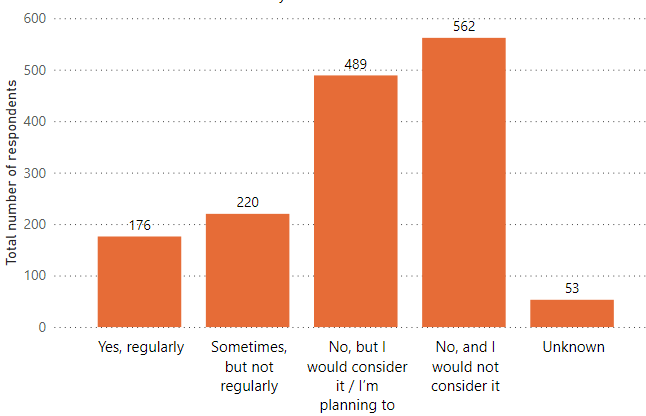 600
500
400
300
200
100
0
Total number of respondents
176
220
489
562
53
Yes, regularly
Sometimes,
but not
regularly
No, but I
would consider
it / I'm
planning to
No, and I
would not
consider it
Unknown